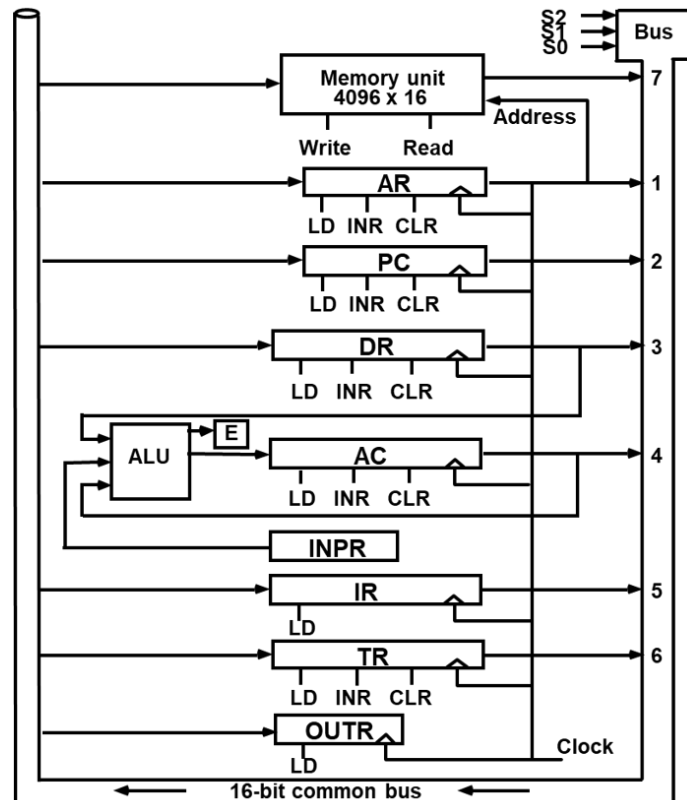 S2
S1
S0
Bus
Memory unit
4096 x 16
7
Address
Write Read
AR
1
LD INR CLR
PC
2
LD INR CLR
DR
3
LD INR CLR
E
ALU
AC
4
LD INR CLR
INPR
IR
5
LD
TR
6
LD INR CLR
OUTR
LD
Clock
16-bit common bus